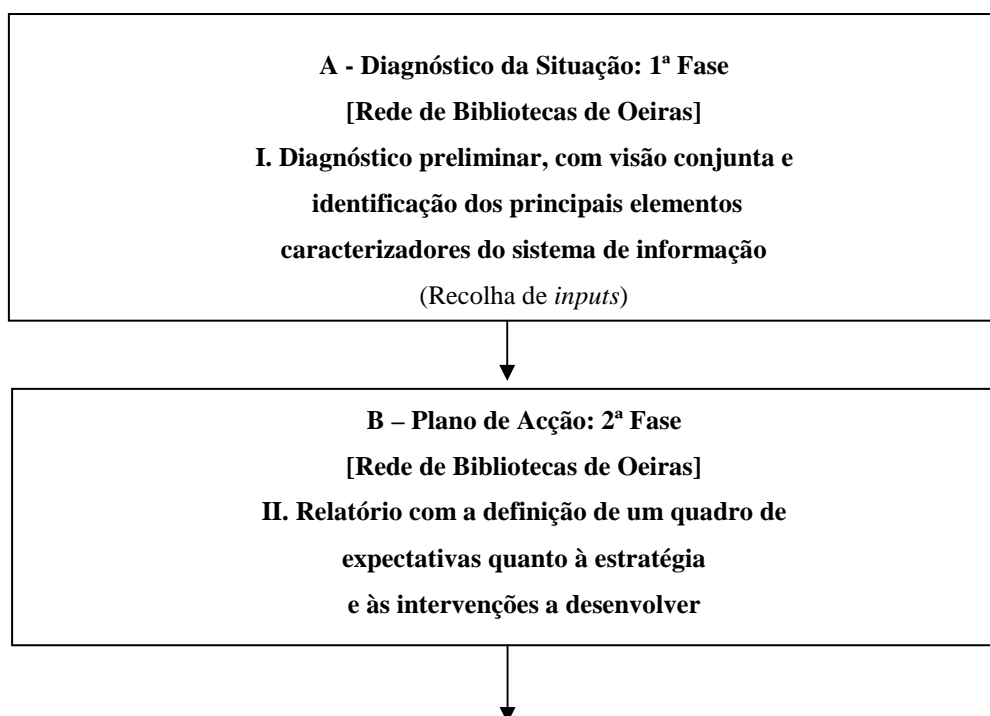 A - Diagnóstico da Situação: 1ª Fase
[Rede de Bibliotecas de Oeiras]
I. Diagnóstico preliminar, com visão conjunta e
identificação dos principais elementos
caracterizadores do sistema de informação
(Recolha de inputs)
B – Plano de Acção: 2ª Fase
[Rede de Bibliotecas de Oeiras]
II. Relatório com a definição de um quadro de
expectativas quanto à estratégia
e às intervenções a desenvolver